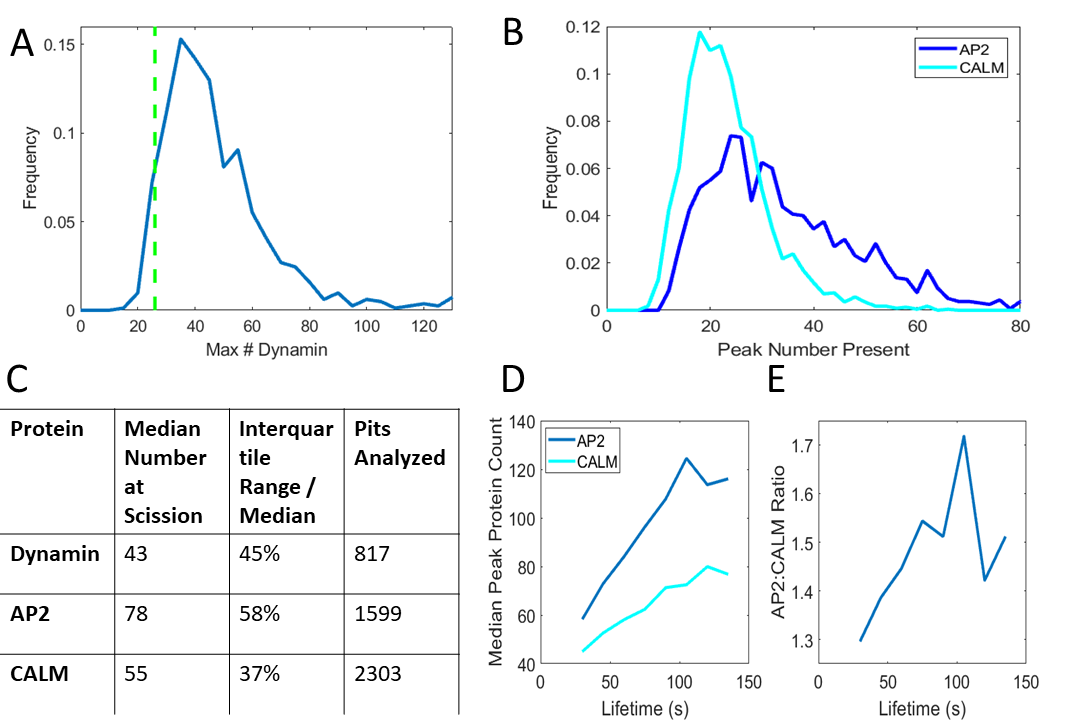 A
Frequency
0.15
0.1
0.05
0
0 20 40 60 80 100 120
Max # Dynamin
B
Frequency
0.12
0.1
0.08
0.06
0.04
0.02
0
0 20 40 60 80
Peak Number Present
AP2
CALM
C
Protein
Median
Number
at
Scission
Interquar
tile
Range /
Median
Pits
Analyzed
Dynamin 43 45% 817
AP2 78 58% 1599
CALM 55 37% 2303
D
Median Peak Protein Count
140
120
100
80
60
40
0 50 100 150
Lifetime (s)
AP2
CALM
E
AP2:CALM Ratio
1.7
1.6
1.5
1.4
1.3
0 50 100 150
Lifetime (s)